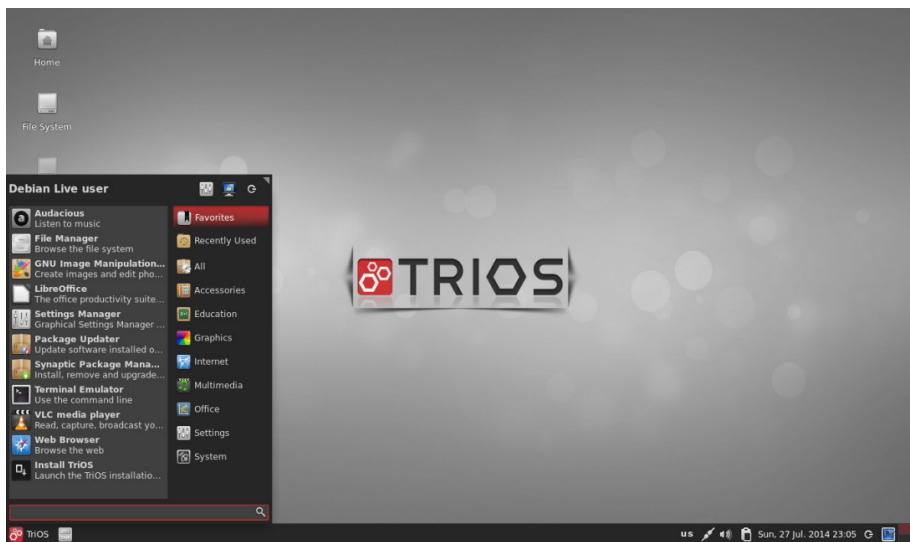 Home
File System
Debian Live user
Audacious
Listen to music
File Manager
Browse the file system
GNU Image Manipulation...
Create images and edit pho...
LibreOffice
The office productivity suite...
Settings Manager
Graphical Settings Manager ...
Package Updater
Update software installed o...
Synaptic Package Mana...
Install, remove and upgrade...
Terminal Emulator
Use the command line
VLC media player
Read, capture, broadcast yo...
Web Browser
Browse the web
Install TriOS
Launch the TriOS installatio...
Favorites
Recently Used
All
Accessories
Education
Graphics
Internet
Multimedia
Office
Settings
System
TRIOS
TriOS
us
Sun, 27 Jul. 2014 23:05